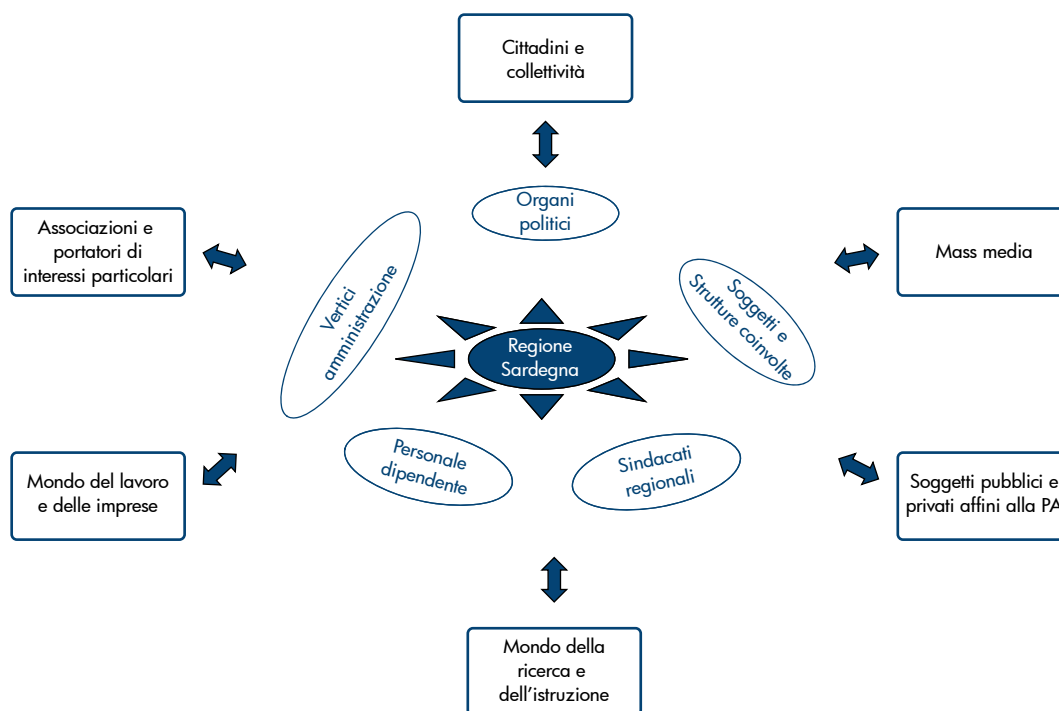 Cittadini e
collettività
Organi
politici
Associazioni e
portatori di
interessi particolari
Mass media
Vertici
amministrazione
Soggetti e
Strutture coinvolte
Regione
Sardegna
Personale
dipendente
Sindacati
regionali
Mondo del lavoro
e delle imprese
Soggetti pubblici e
privati affini alla PA
Mondo della
ricerca e
dell'istruzione